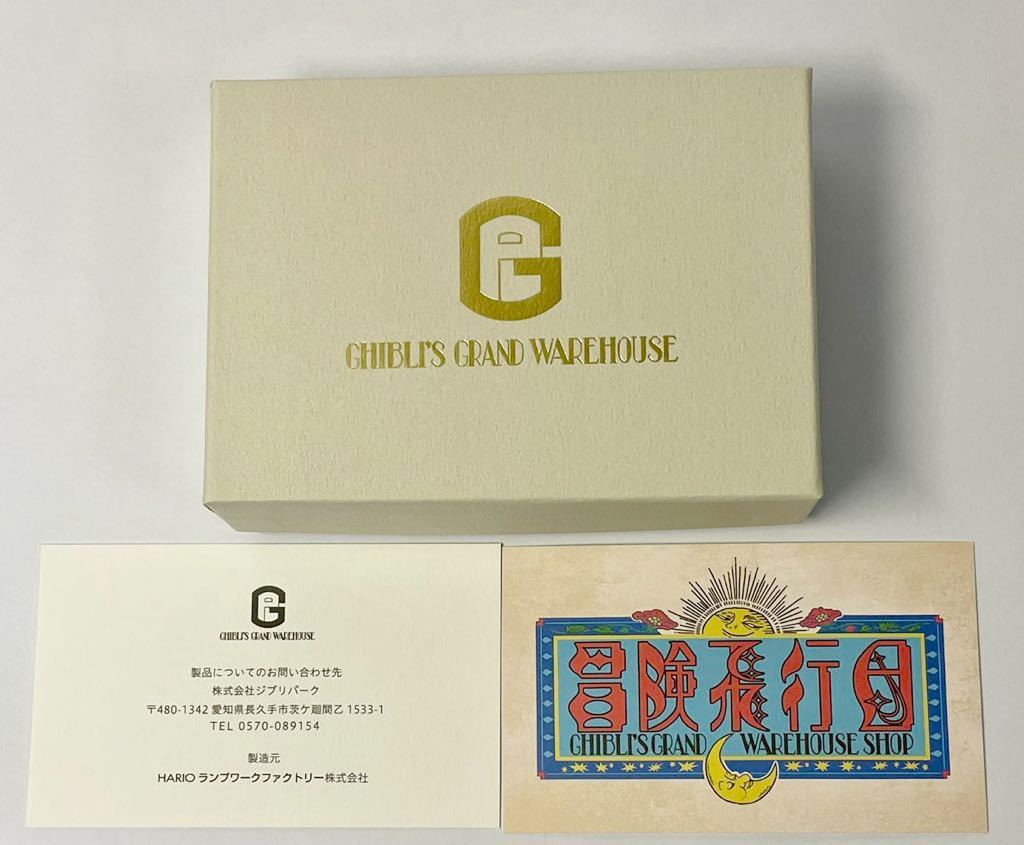 GHIBLI'S GRAND WAREHOUSE
GHIBLI'S GRAND WAREHOUSE
製品についてのお問い合わせ先
株式会社ジブリパーク
〒480-1342 愛知県長久手市茨ケ廻間乙 1533-1
TEL 0570-089154
製造元
HARIO ランプワークファクトリー株式会社
冒険飛行
GHIBLI'S GRAND WAREHOUSE SHOP